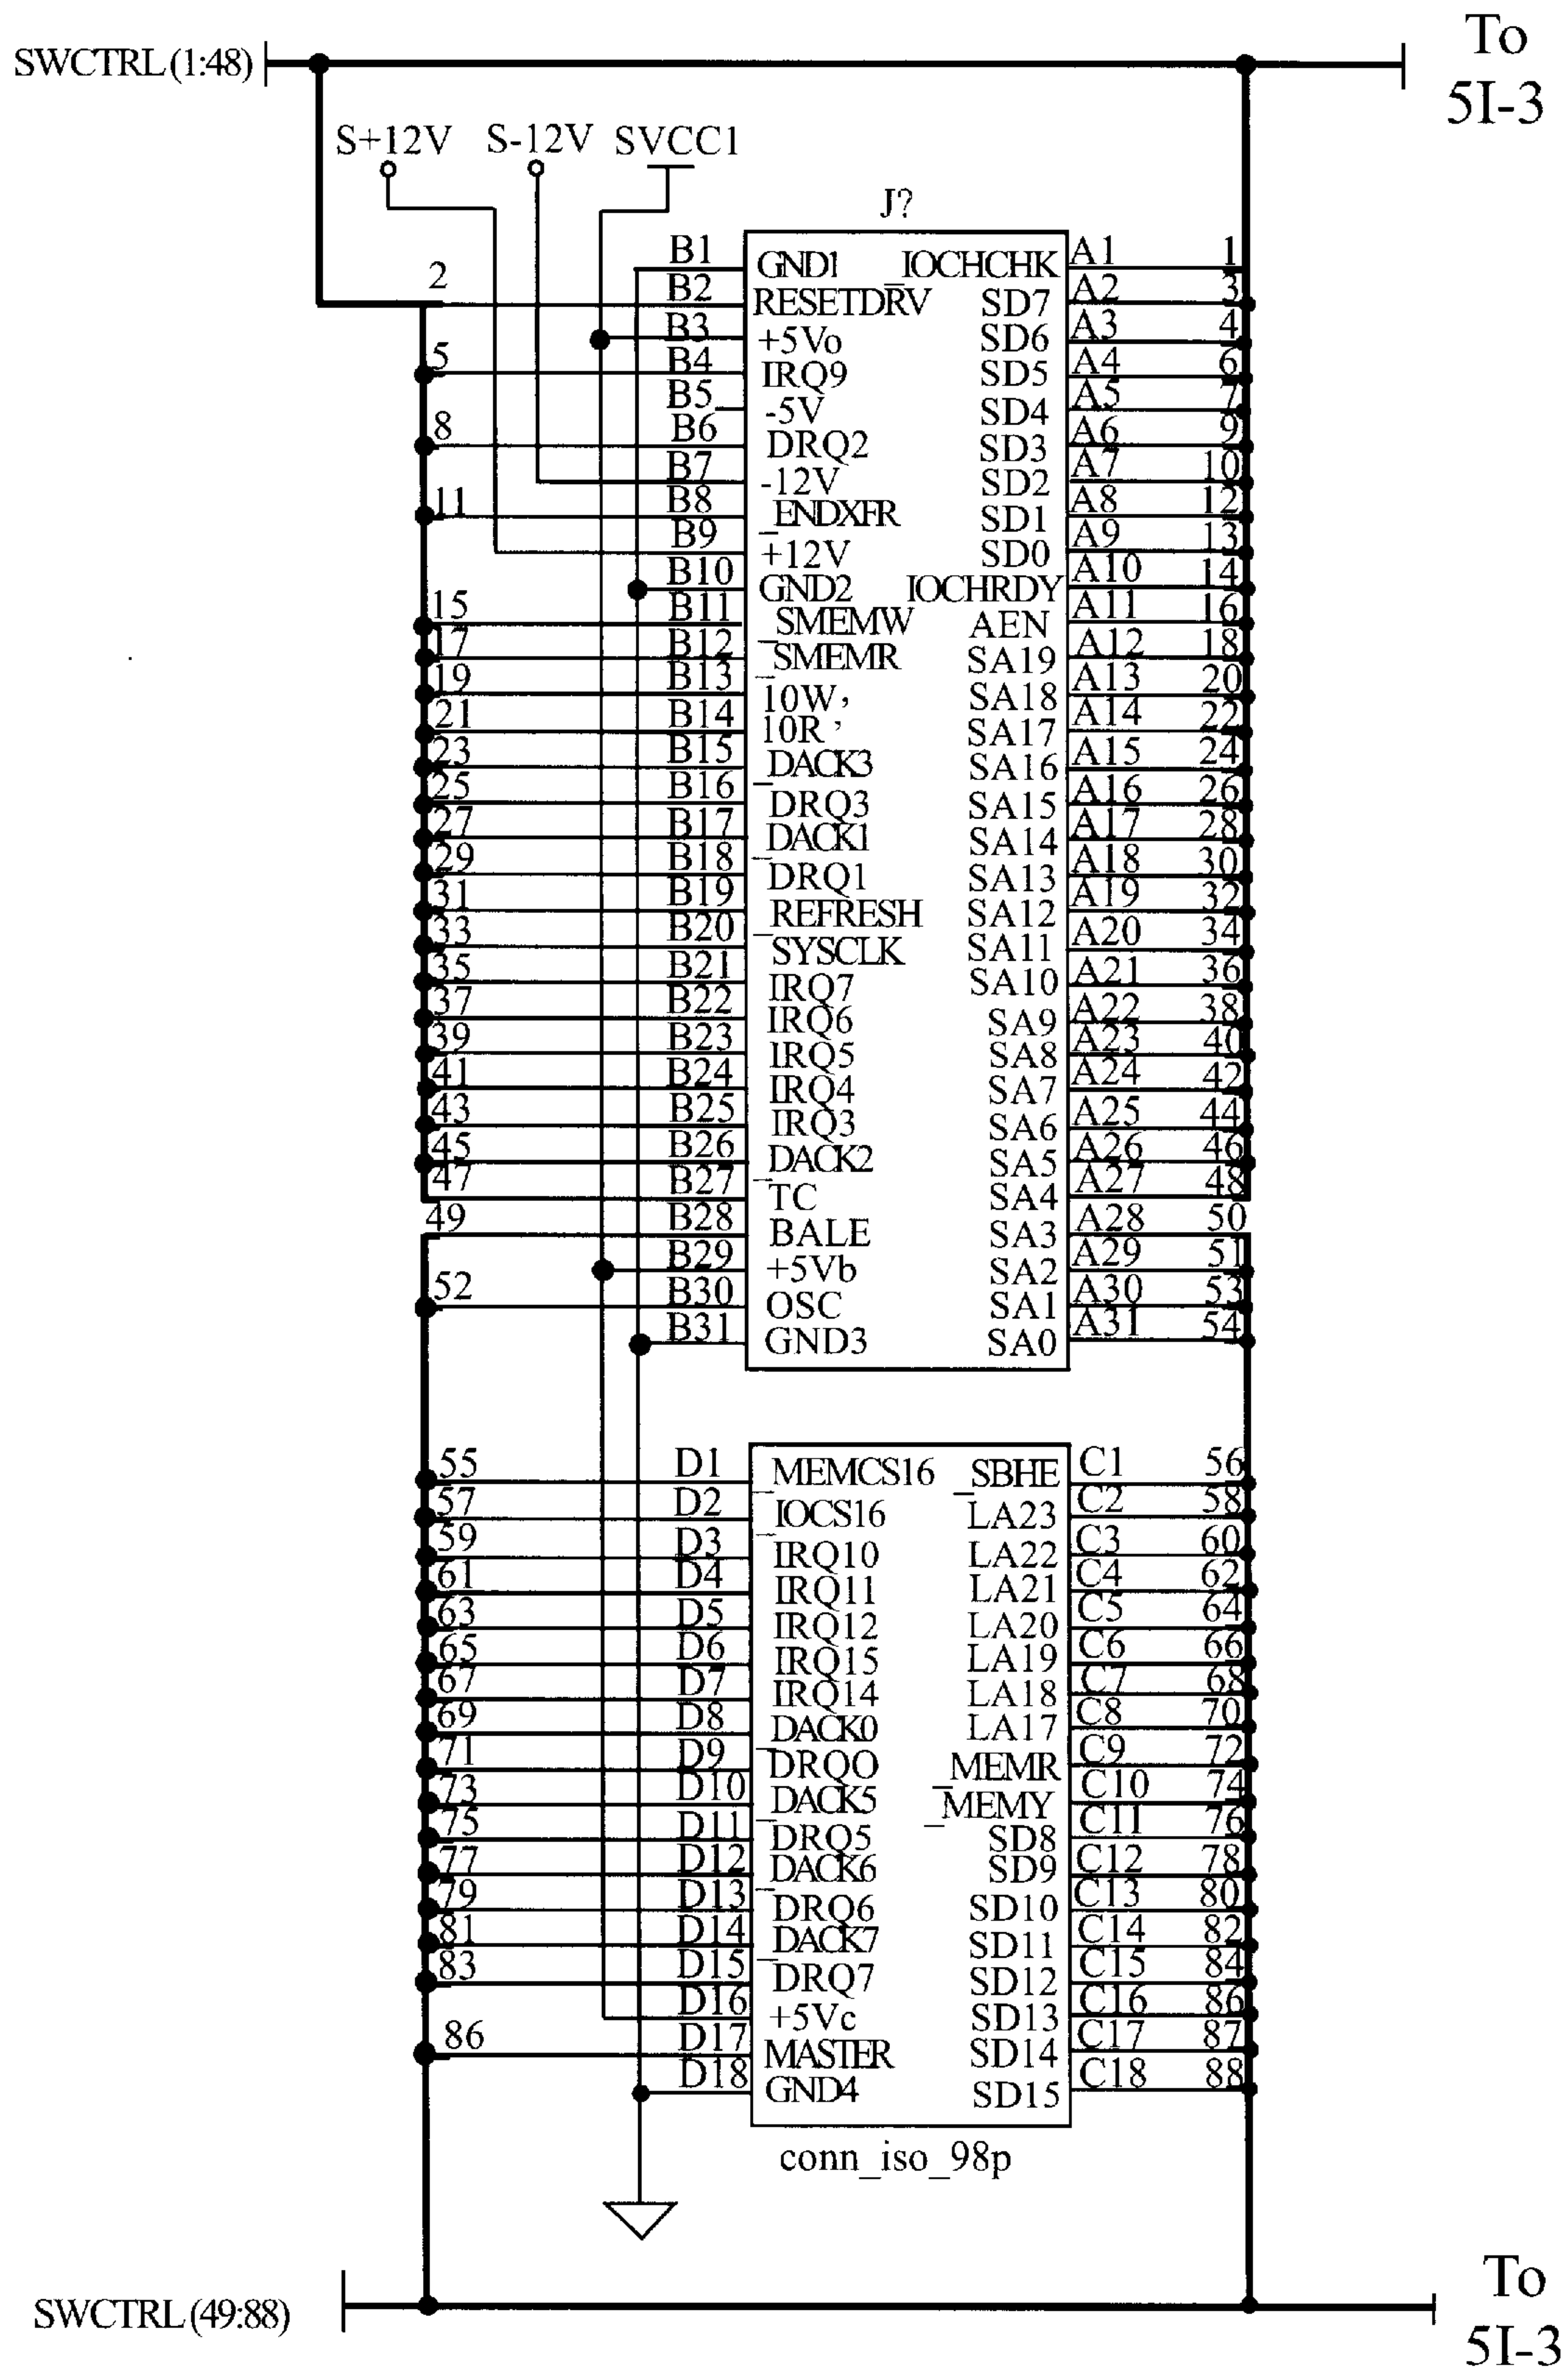 SWCTRL(1:48)
To
5I-3
S+12V S-12V SVCC1
J?
B1 GND1 IOCHCHK A1 1
2 B2 RESETDRV SD7 A2 3
B3 +5Vo SD6 A3 4
5 B4 IRQ9 SD5 A4 6
B5 -5V SD4 A5 7
8 B6 DRQ2 SD3 A6 9
B7 -12V SD2 A7 10
11 B8 ENDXFR SD1 A8 12
B9 +12V SD0 A9 13
B10 GND2 IOCHRDY A10 14
15 B11 SMEMW AEN A11 16
17 B12 SMEMR SA19 A12 18
19 B13 10W, SA18 A13 20
21 B14 10R, SA17 A14 22
23 B15 DACK3 SA16 A15 24
25 B16 DRQ3 SA15 A16 26
27 B17 DACK1 SA14 A17 28
29 B18 DRQ1 SA13 A18 30
31 B19 REFRESH SA12 A19 32
33 B20 SYSCLK SA11 A20 34
35 B21 IRQ7 SA10 A21 36
37 B22 IRQ6 SA9 A22 38
39 B23 IRQ5 SA8 A23 40
41 B24 IRQ4 SA7 A24 42
43 B25 IRQ3 SA6 A25 44
45 B26 DACK2 SA5 A26 46
47 B27 TC SA4 A27 48
49 B28 BALE SA3 A28 50
B29 +5Vb SA2 A29 51
52 B30 OSC SA1 A30 53
B31 GND3 SA0 A31 54
55 D1 MEMCS16 _SBHE C1 56
57 D2 IOCS16 LA23 C2 58
59 D3 IRQ10 LA22 C3 60
61 D4 IRQ11 LA21 C4 62
63 D5 IRQ12 LA20 C5 64
65 D6 IRQ15 LA19 C6 66
67 D7 IRQ14 LA18 C7 68
69 D8 DACK0 LA17 C8 70
71 D9 DRQO MEMR C9 72
73 D10 DACK5 _MEMY C10 74
75 D11 DRQ5 SD8 C11 76
77 D12 DACK6 SD9 C12 78
79 D13 DRQ6 SD10 C13 80
81 D14 DACK7 SD11 C14 82
83 D15 DRQ7 SD12 C15 84
D16 +5Vc SD13 C16 86
86 D17 MASTER SD14 C17 87
D18 GND4 SD15 C18 88
conn_iso_98p
SWCTRL(49:88)
To
5I-3